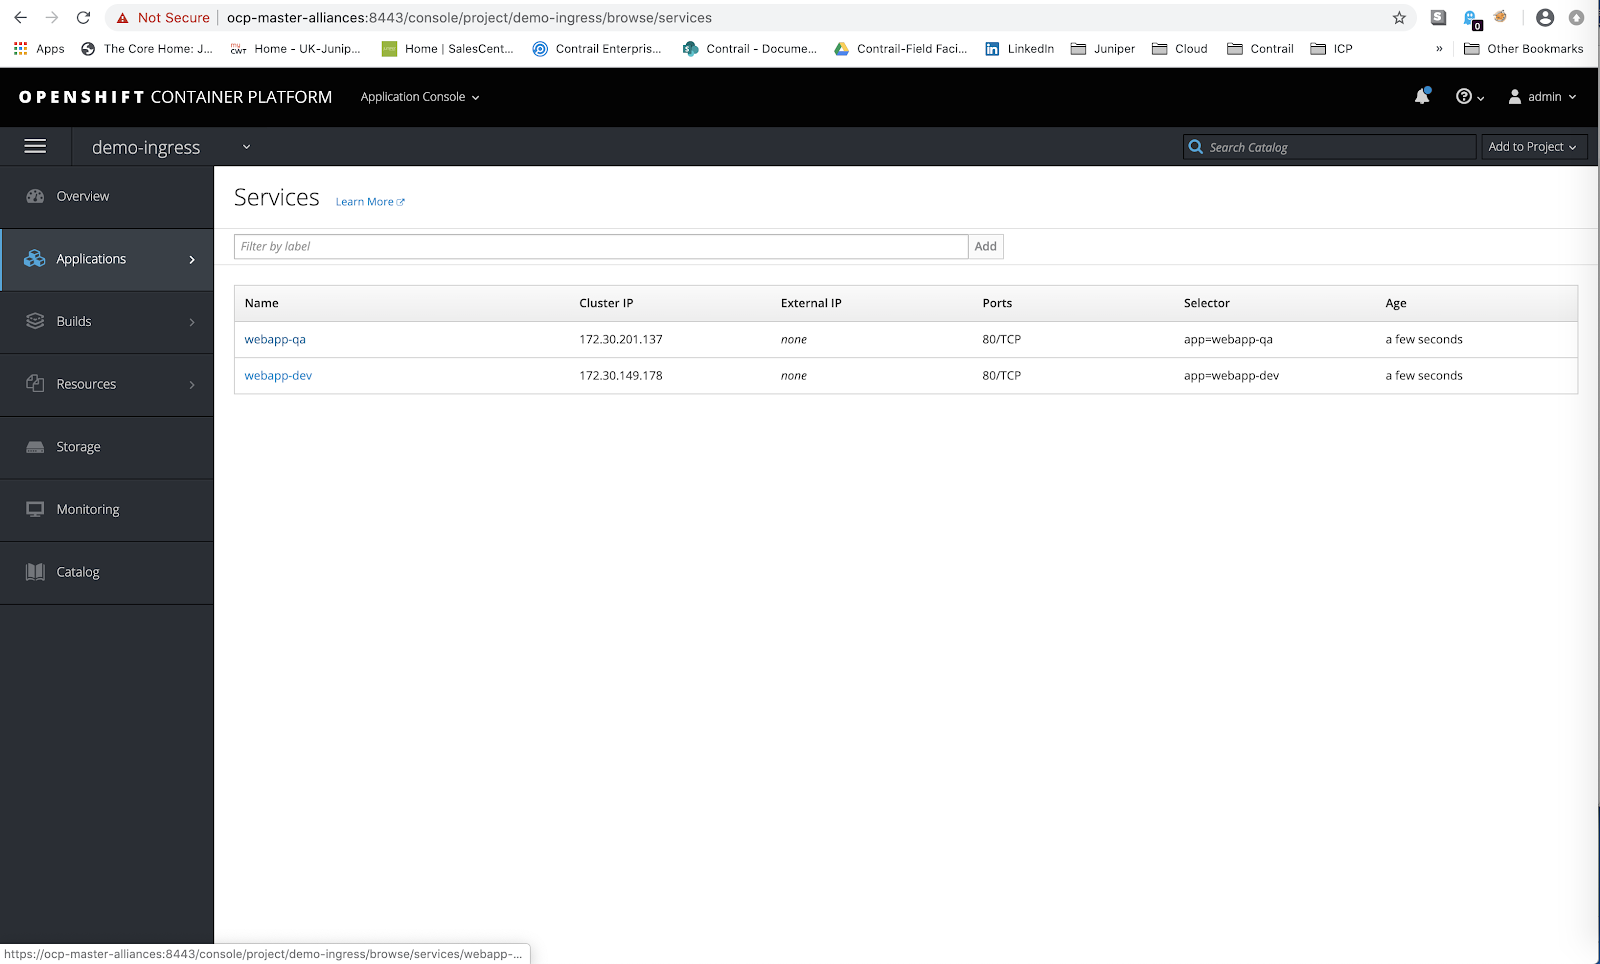 Not Secure ocp-master-alliances:8443/console/project/demo-ingress/browse/services
S 0
Apps The Core Home: J... my CWT Home - UK-Junip... Home | SalesCent... Contrail Enterpris... Contrail - Docume... Contrail-Field Faci... LinkedIn Juniper Cloud Contrail ICP » Other Bookmarks
OPENSHIFT CONTAINER PLATFORM Application Console admin
demo-ingress Search Catalog Add to Project
Overview
Applications
Builds
Resources
Storage
Monitoring
Catalog
Services Learn More
Filter by label Add
Name Cluster IP External IP Ports Selector Age
webapp-qa 172.30.201.137 none 80/TCP app=webapp-qa a few seconds
webapp-dev 172.30.149.178 none 80/TCP app=webapp-dev a few seconds
https://ocp-master-alliances:8443/console/project/demo-ingress/browse/services/webapp-...